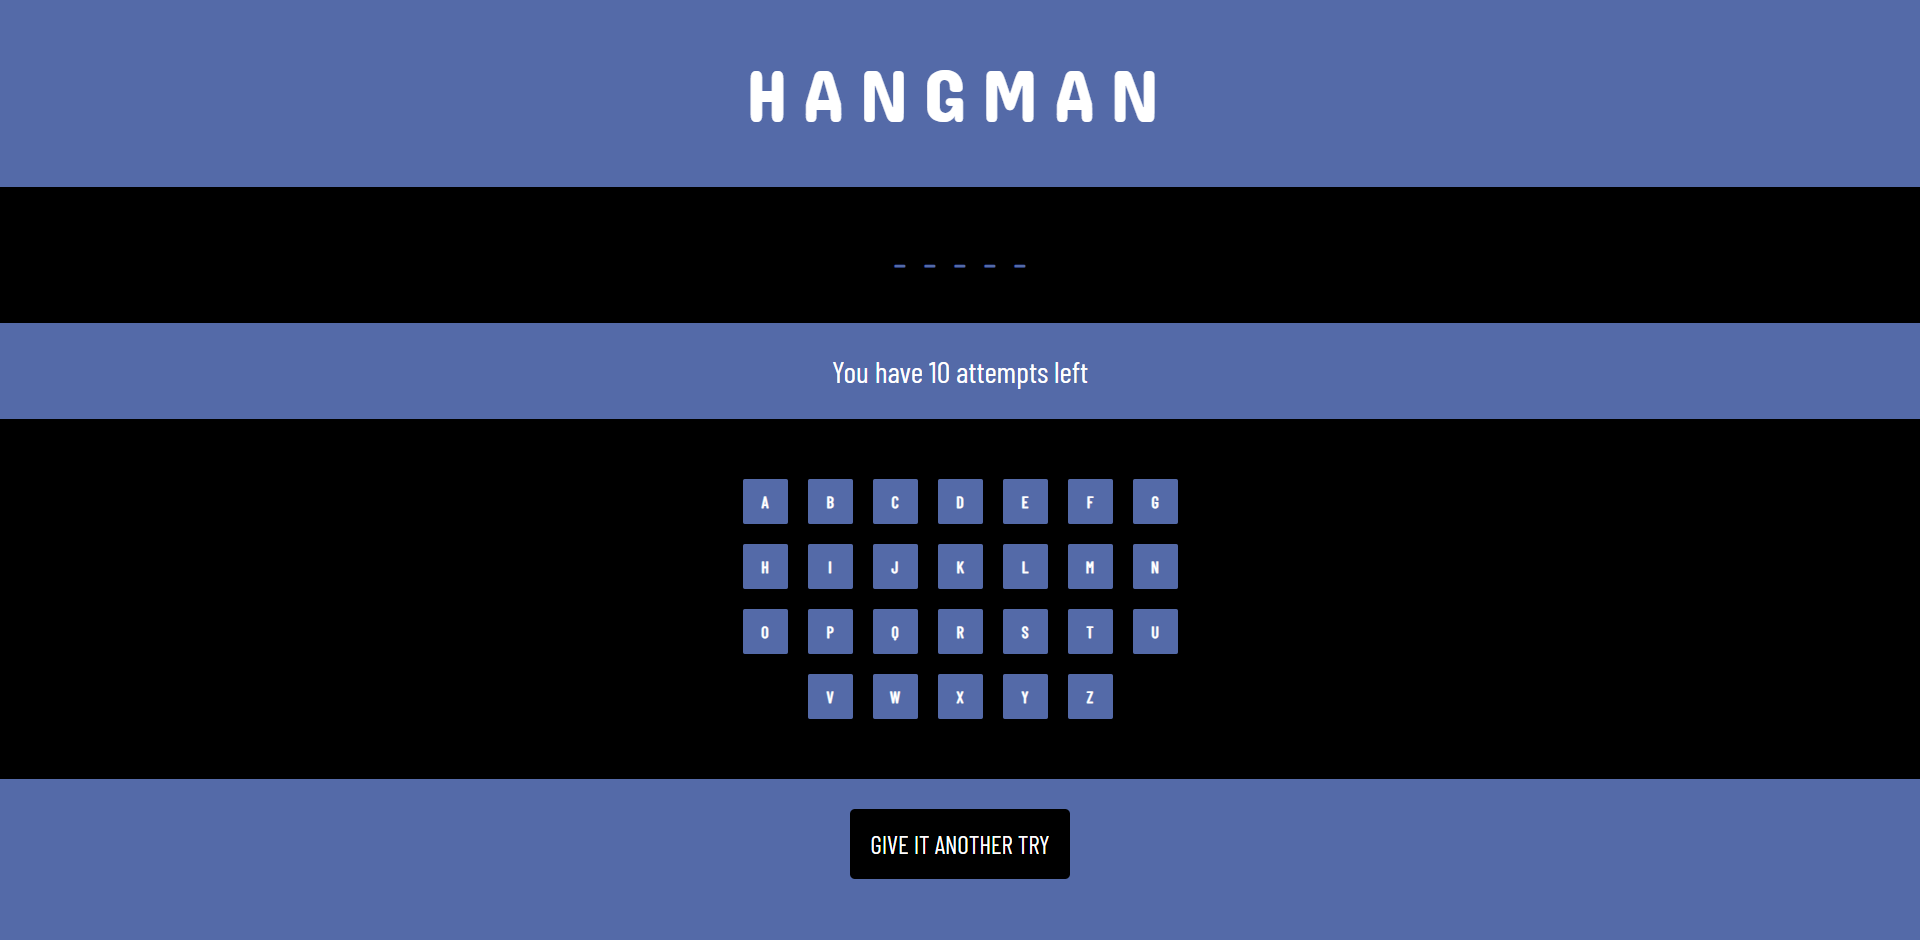 HANGMAN
_ _ _ _ _
You have 10 attempts left
A B C D E F G
H I J K L M N
O P Q R S T U
V W X Y Z
GIVE IT ANOTHER TRY